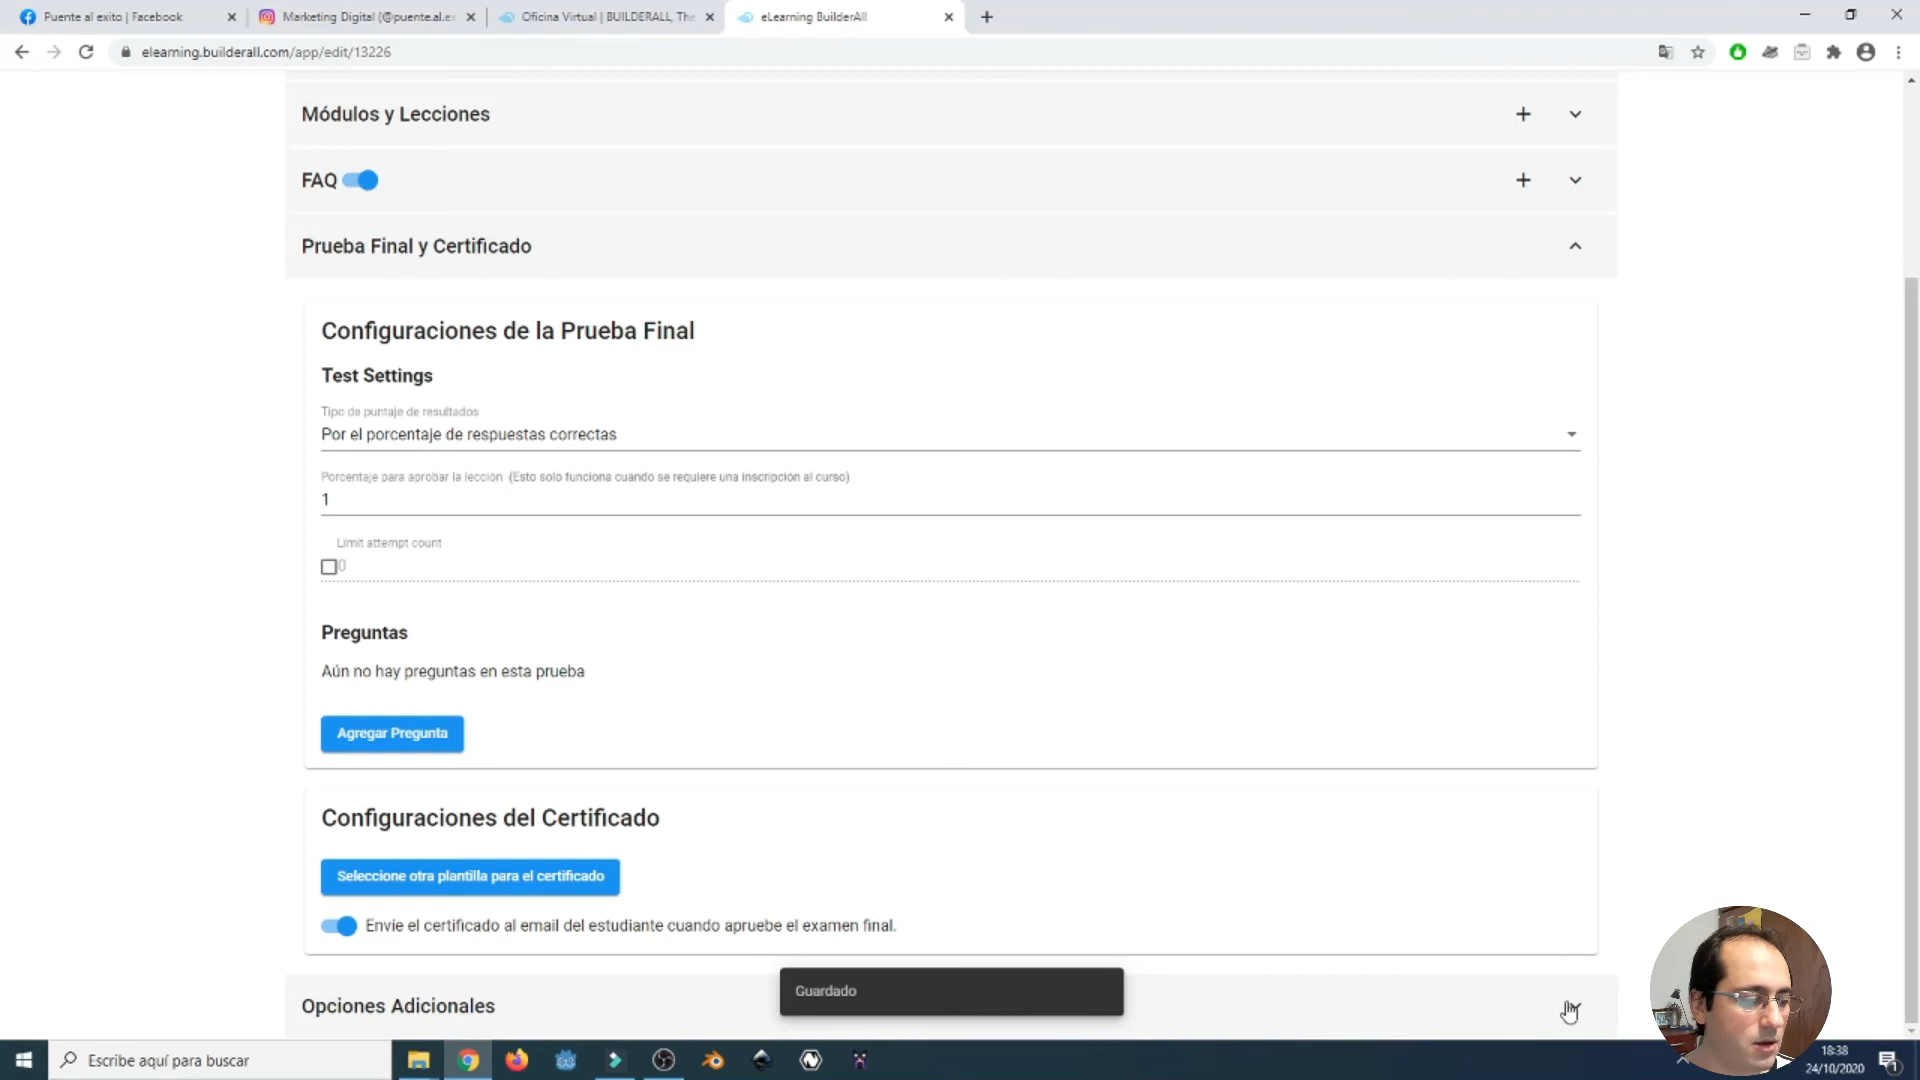 Puente al exito | Facebook
Marketing Digital (@puente.al.ex
Oficina Virtual | BUILDERALL, The
eLearning BuilderAll
elearning.builderall.com/app/edit/13226
Módulos y Lecciones
FAQ
Prueba Final y Certificado
Configuraciones de la Prueba Final
Test Settings
Tipo de puntaje de resultados
Por el porcentaje de respuestas correctas
Porcentaje para aprobar la lección (Esto solo funciona cuando se requiere una inscripción al curso)
1
Limit attempt count
0
Preguntas
Aún no hay preguntas en esta prueba
Agregar Pregunta
Configuraciones del Certificado
Seleccione otra plantilla para el certificado
Envíe el certificado al email del estudiante cuando apruebe el examen final.
Guardado
Opciones Adicionales
Escribe aquí para buscar
18:38
24/10/2020
1